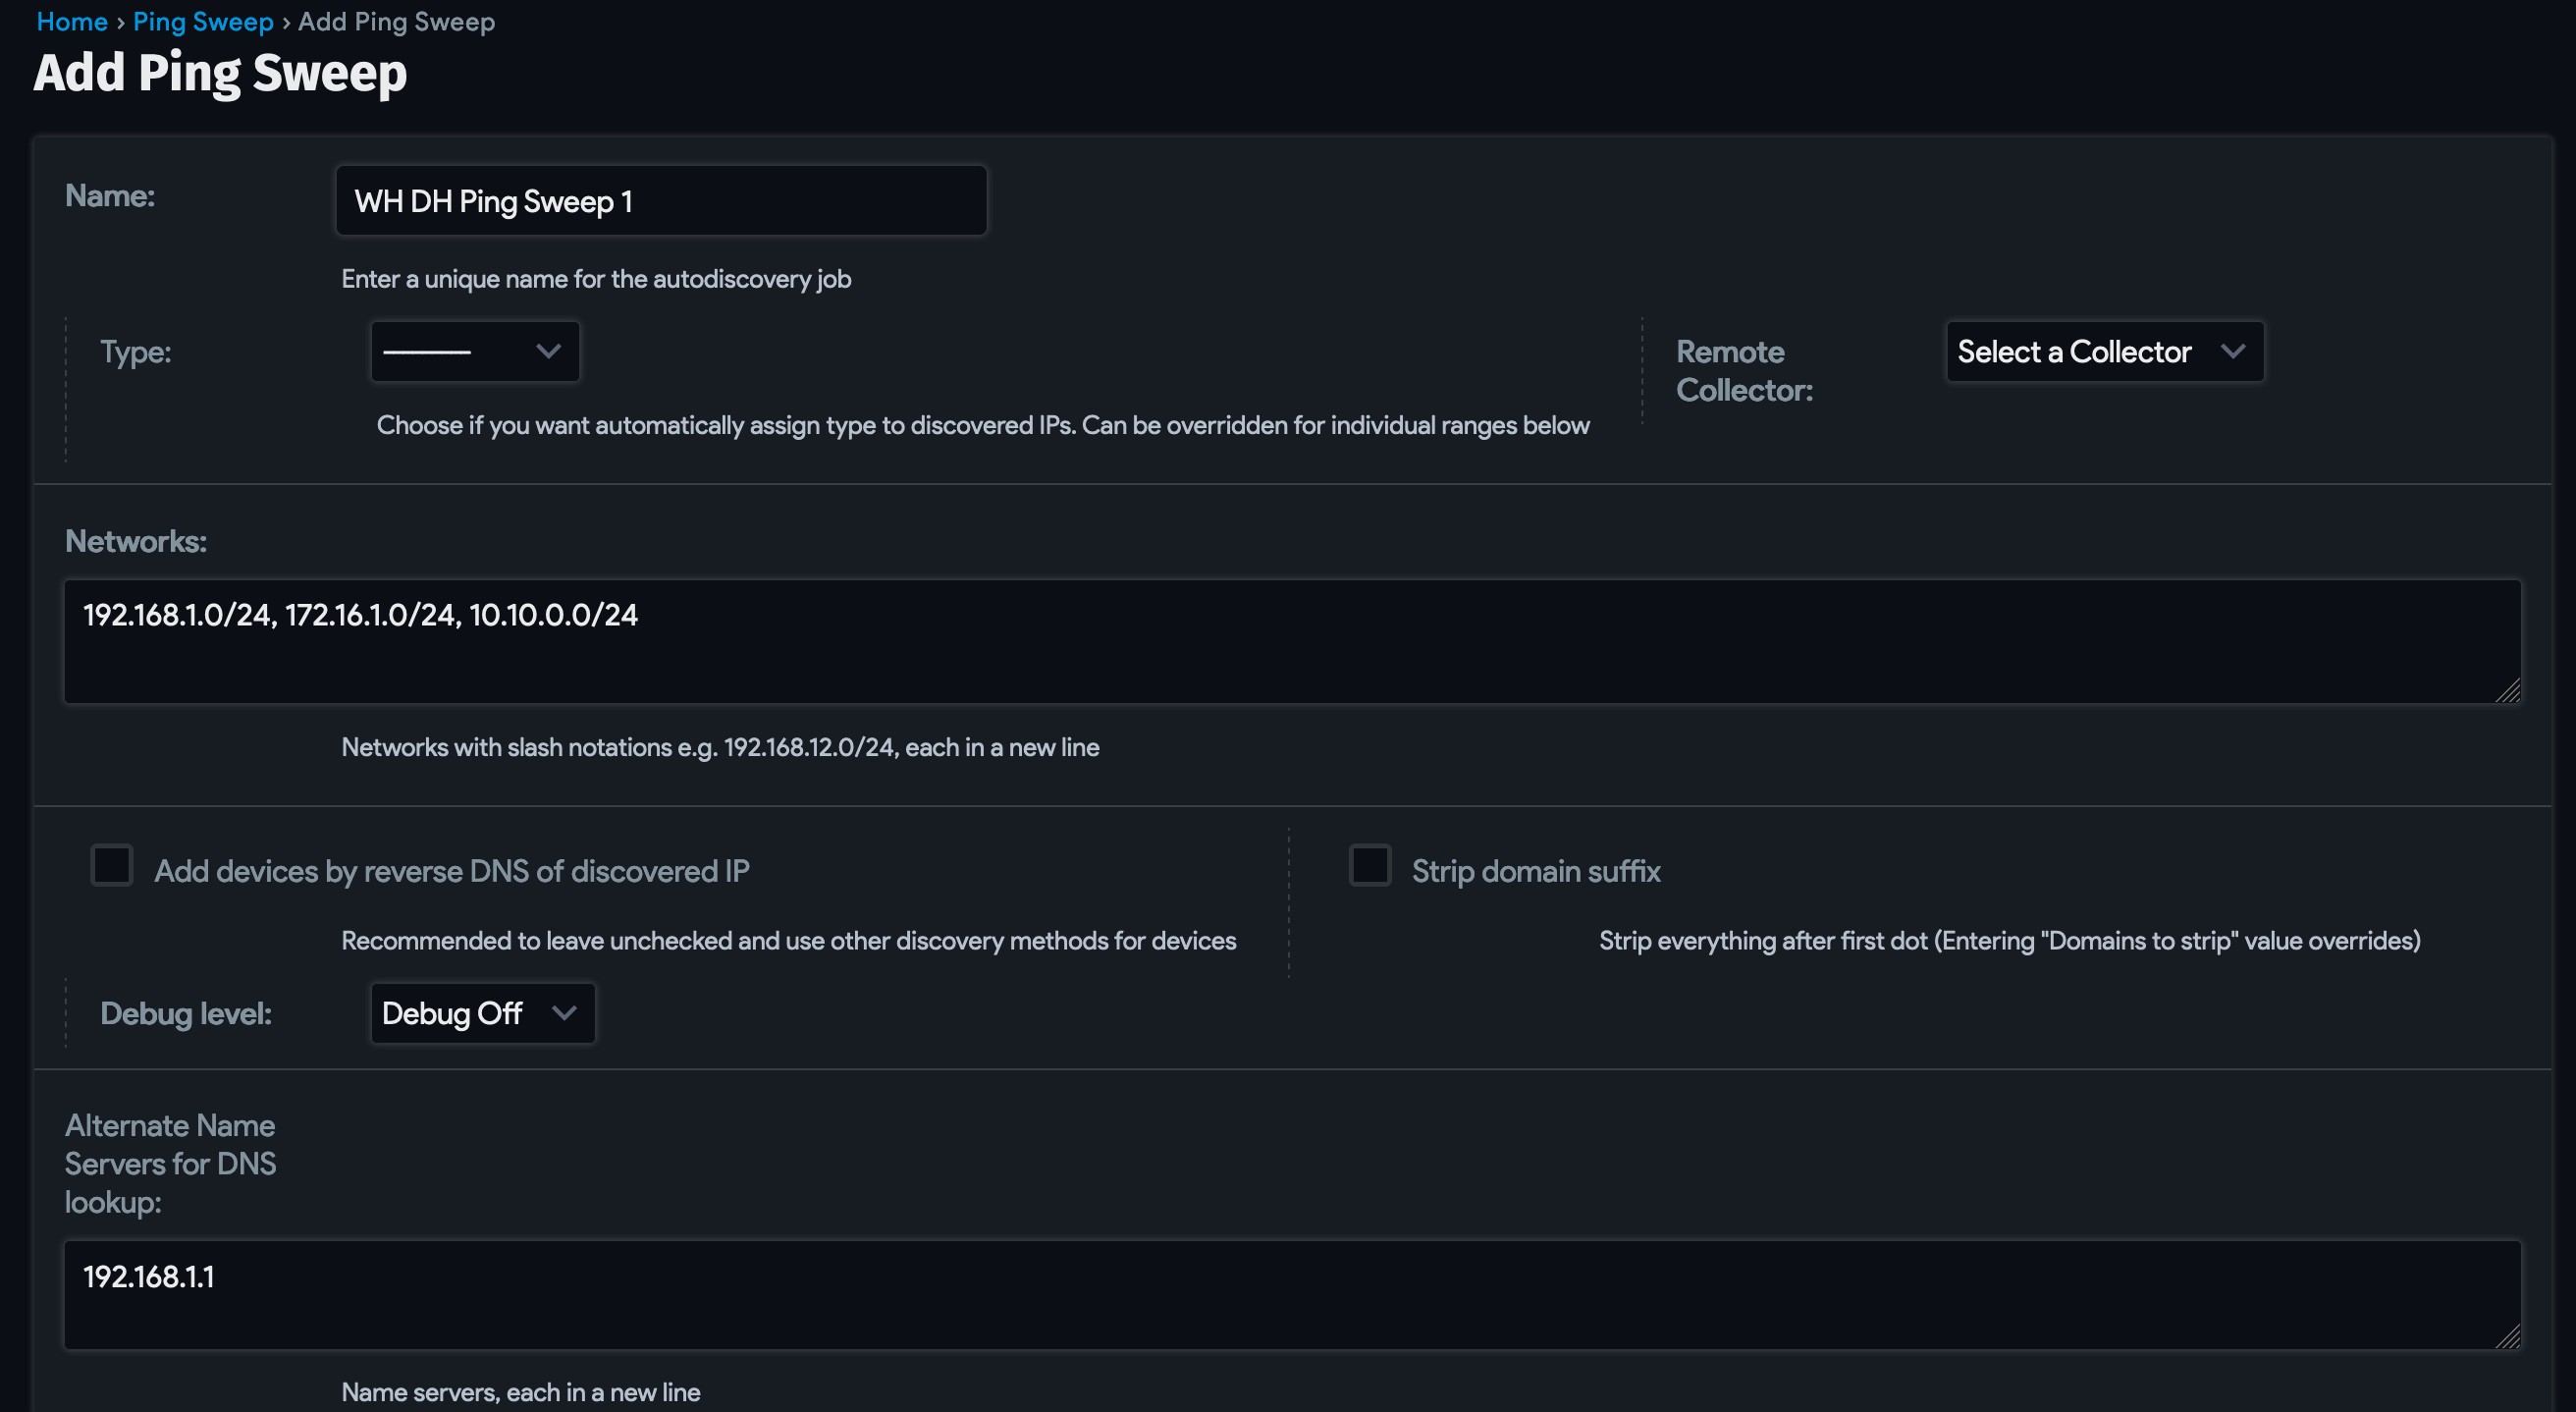 Home › Ping Sweep › Add Ping Sweep
Add Ping Sweep
Name:
WH DH Ping Sweep 1
Enter a unique name for the autodiscovery job
Type:
---------
Choose if you want automatically assign type to discovered IPs. Can be overridden for individual ranges below
Remote
Collector:
Select a Collector
Networks:
192.168.1.0/24, 172.16.1.0/24, 10.10.0.0/24
Networks with slash notations e.g. 192.168.12.0/24, each in a new line
Add devices by reverse DNS of discovered IP
Recommended to leave unchecked and use other discovery methods for devices
Strip domain suffix
Strip everything after first dot (Entering "Domains to strip" value overrides)
Debug level:
Debug Off
Alternate Name
Servers for DNS
lookup:
192.168.1.1
Name servers, each in a new line